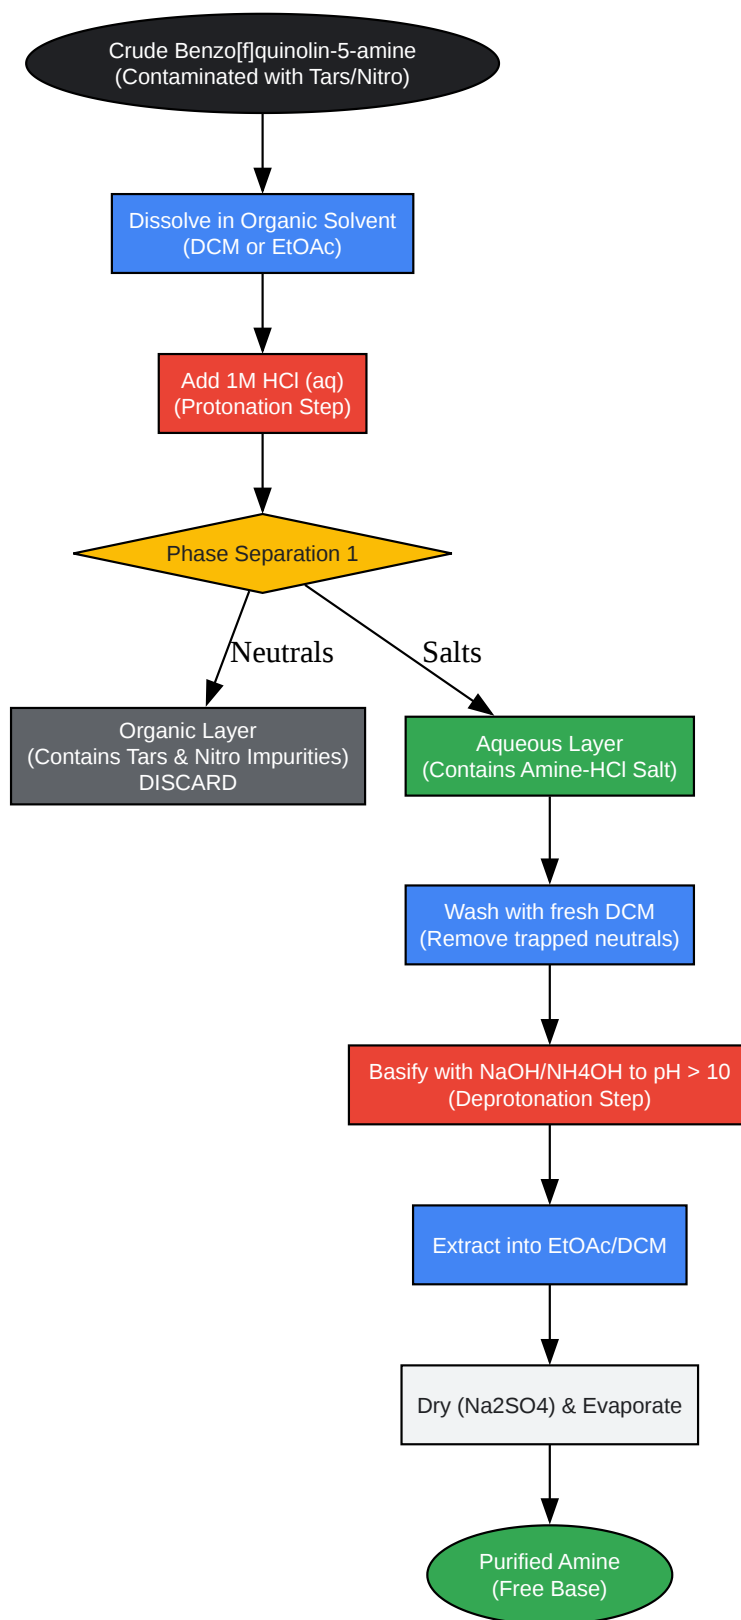 Crude Benzo[f]quinolin-5-amine
(Contaminated with Tars/Nitro)
Dissolve in Organic Solvent
(DCM or EtOAc)
Add 1M HCl (aq)
(Protonation Step)
Phase Separation 1
Neutrals
Salts
Organic Layer
(Contains Tars & Nitro Impurities)
DISCARD
Aqueous Layer
(Contains Amine-HCl Salt)
Wash with fresh DCM
(Remove trapped neutrals)
Basify with NaOH/NH4OH to pH > 10
(Deprotonation Step)
Extract into EtOAc/DCM
Dry (Na2SO4) & Evaporate
Purified Amine
(Free Base)